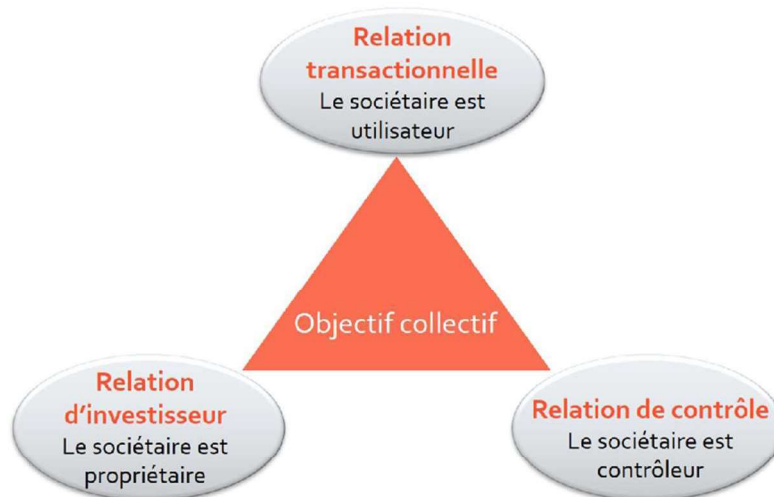 Relation
transactionnelle
Le sociétaire est
utilisateur
Objectif collectif
Relation
d'investisseur
Le sociétaire est
propriétaire
Relation de contrôle
Le sociétaire est
contrôleur